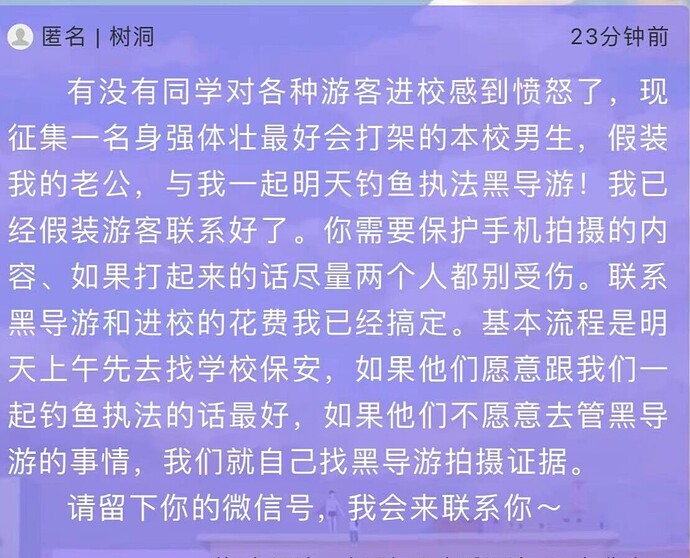 匿名 | 树洞
23分钟前
有没有同学对各种游客进校感到愤怒了，现
征集一名身强体壮最好会打架的本校男生，假装
我的老公，与我一起明天钓鱼执法黑导游！我已
经假装游客联系好了。你需要保护手机拍摄的内
容、如果打起来的话尽量两个人都别受伤。联系
黑导游和进校的花费我已经搞定。基本流程是明
天上午先去找学校保安，如果他们愿意跟我们一
起钓鱼执法的话最好，如果他们不愿意去管黑导
游的事情，我们就自己找黑导游拍摄证据。
请留下你的微信号，我会来联系你～